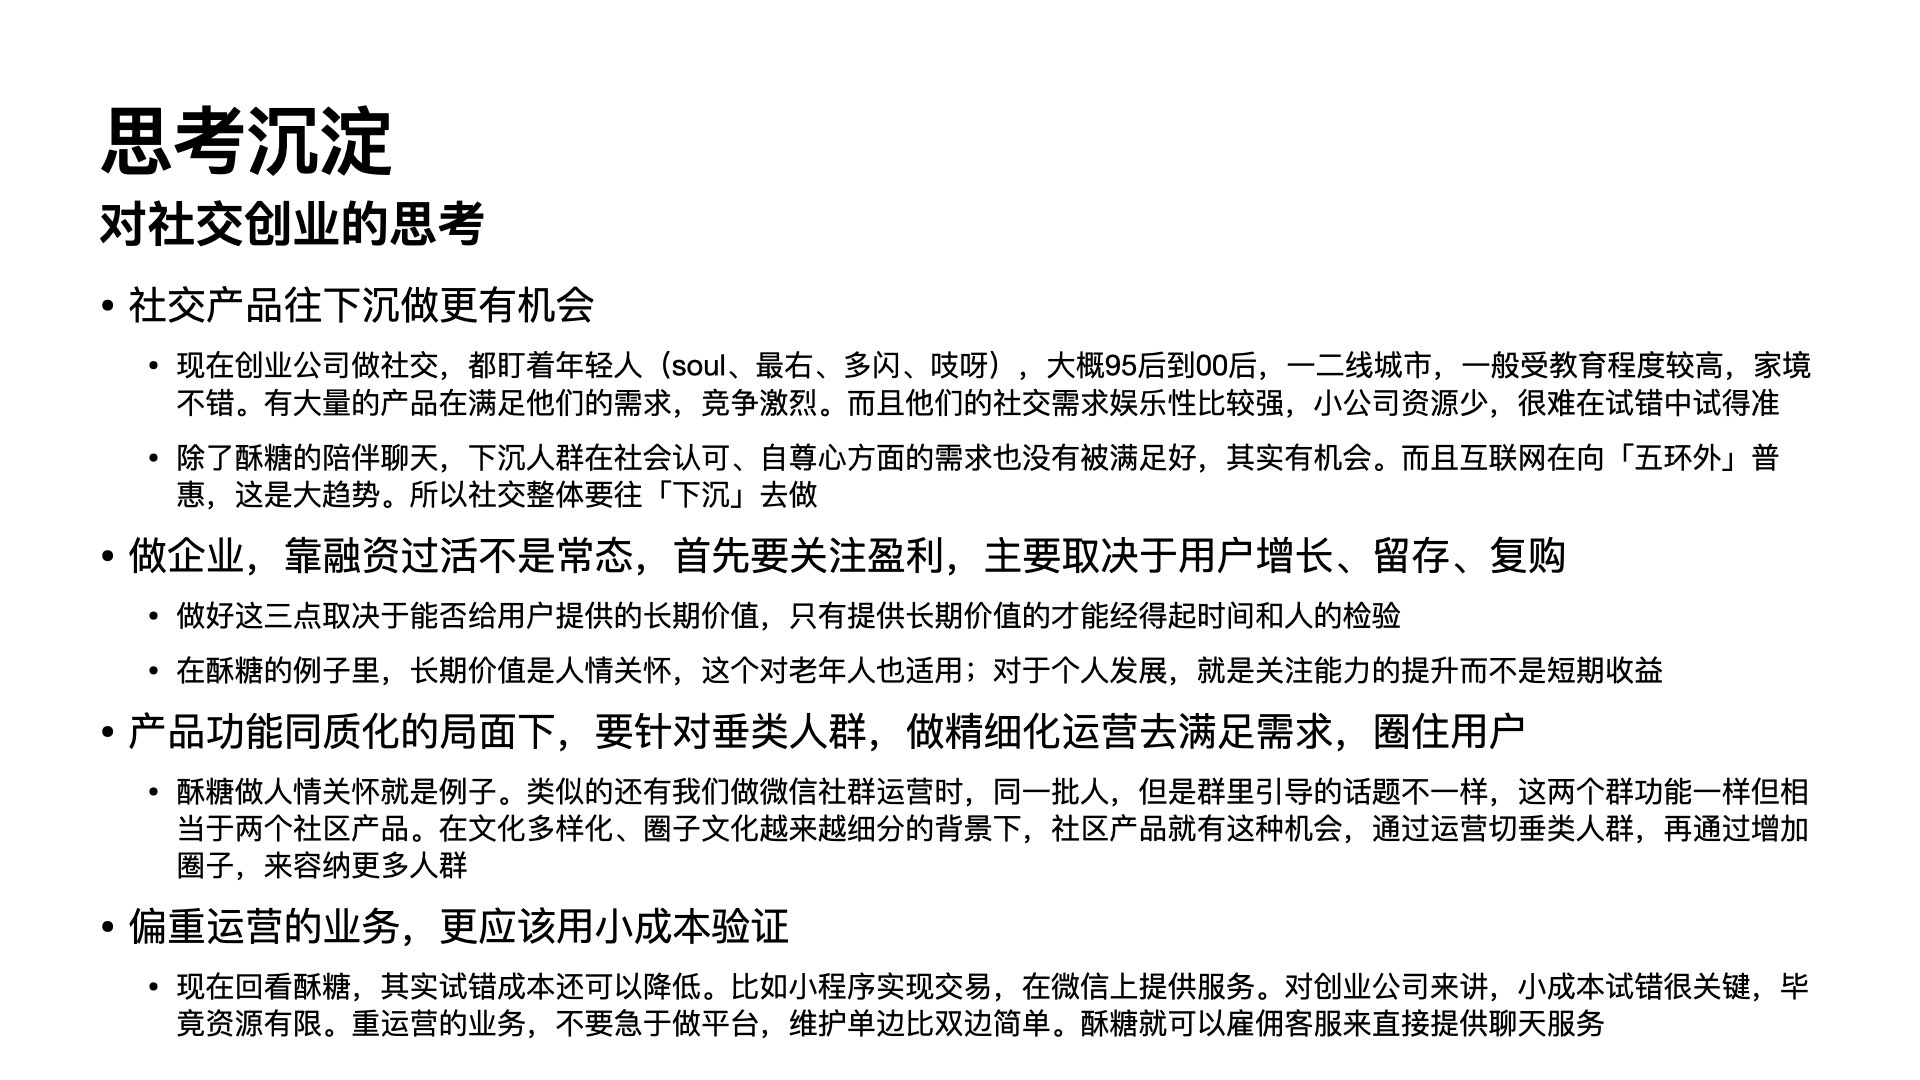 思考沉淀
对社交创业的思考
• 社交产品往下沉做更有机会
• 现在创业公司做社交，都盯着年轻人（soul、最右、多闪、吱呀），大概95后到00后，一二线城市，一般受教育程度较高，家境
不错。有大量的产品在满足他们的需求，竞争激烈。而且他们的社交需求娱乐性比较强，小公司资源少，很难在试错中试得准
• 除了酥糖的陪伴聊天，下沉人群在社会认可、自尊心方面的需求也没有被满足好，其实有机会。而且互联网在向「五环外」普
惠，这是大趋势。所以社交整体要往「下沉」去做
• 做企业，靠融资过活不是常态，首先要关注盈利，主要取决于用户增长、留存、复购
• 做好这三点取决于能否给用户提供的长期价值，只有提供长期价值的才能经得起时间和人的检验
• 在酥糖的例子里，长期价值是人情关怀，这个对老年人也适用；对于个人发展，就是关注能力的提升而不是短期收益
• 产品功能同质化的局面下，要针对垂类人群，做精细化运营去满足需求，圈住用户
• 酥糖做人情关怀就是例子。类似的还有我们做微信社群运营时，同一批人，但是群里引导的话题不一样，这两个群功能一样但相
当于两个社区产品。在文化多样化、圈子文化越来越细分的背景下，社区产品就有这种机会，通过运营切垂类人群，再通过增加
圈子，来容纳更多人群
• 偏重运营的业务，更应该用小成本验证
• 现在回看酥糖，其实试错成本还可以降低。比如小程序实现交易，在微信上提供服务。对创业公司来讲，小成本试错很关键，毕
竟资源有限。重运营的业务，不要急于做平台，维护单边比双边简单。酥糖就可以雇佣客服来直接提供聊天服务